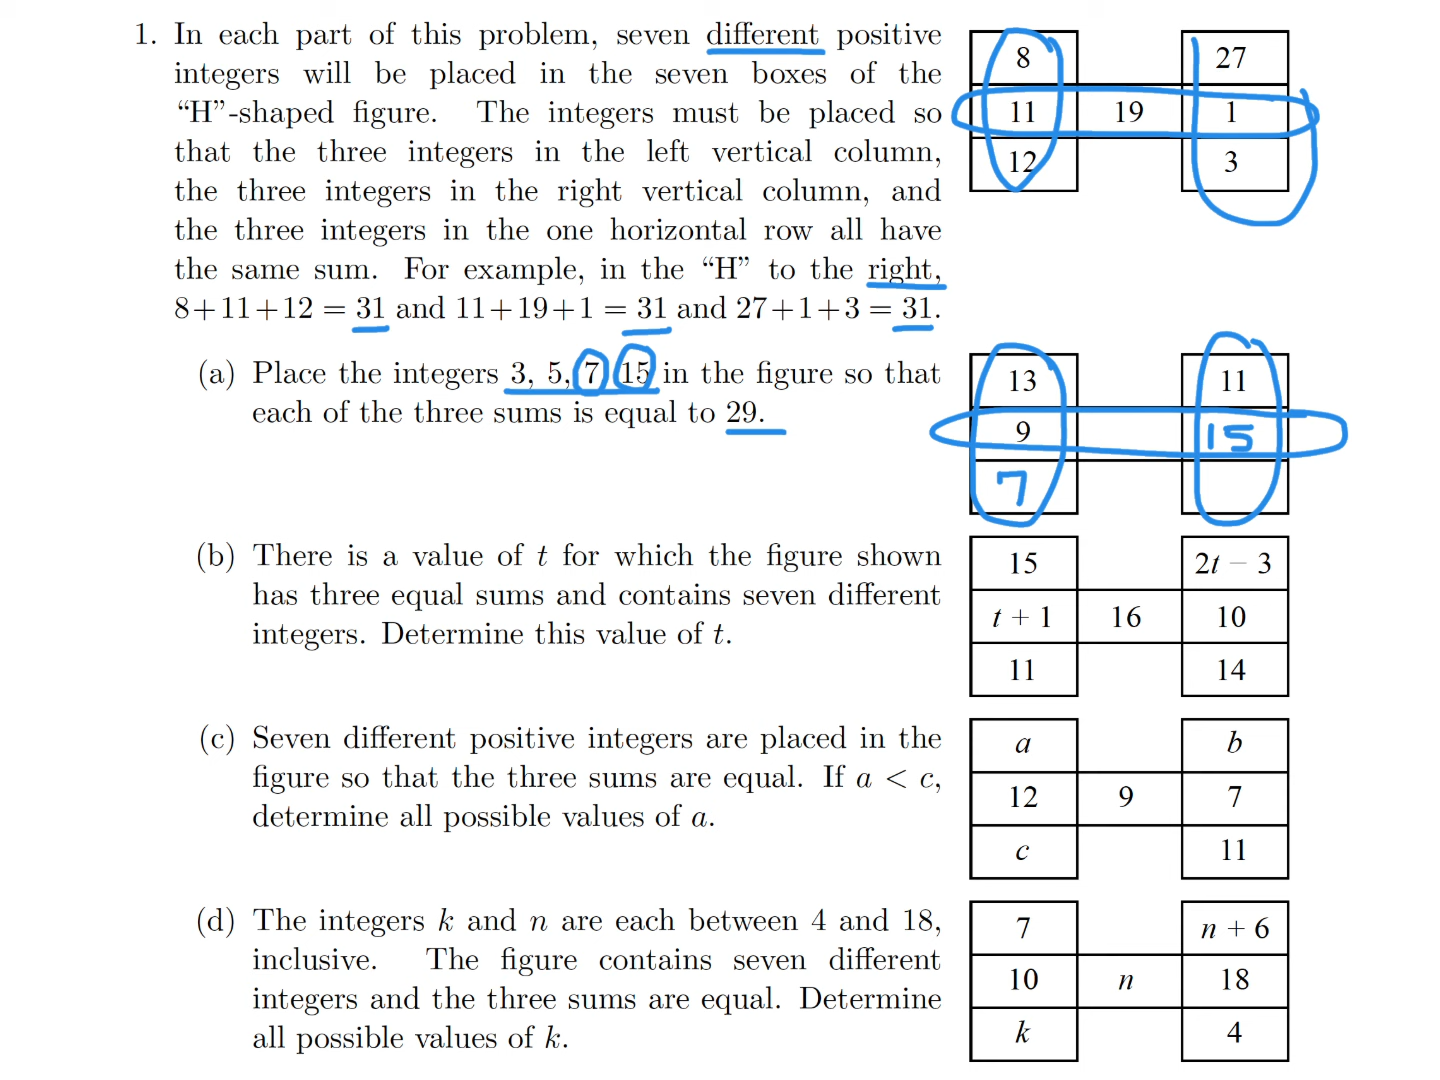 1. In each part of this problem, seven different positive
integers will be placed in the seven boxes of the
“H”-shaped figure. The integers must be placed so
that the three integers in the left vertical column,
the three integers in the right vertical column, and
the three integers in the one horizontal row all have
the same sum. For example, in the “H” to the right,
8+11+12 = 31 and 11+19+1 = 31 and 27+1+3 = 31.
8 27
11 19 1
12 3
(a) Place the integers 3, 5, 7, 15 in the figure so that
each of the three sums is equal to 29.
13 11
9 15
7
(b) There is a value of t for which the figure shown
has three equal sums and contains seven different
integers. Determine this value of t.
15 2t − 3
t + 1 16 10
11 14
(c) Seven different positive integers are placed in the
figure so that the three sums are equal. If a < c,
determine all possible values of a.
a b
12 9 7
c 11
(d) The integers k and n are each between 4 and 18,
inclusive. The figure contains seven different
integers and the three sums are equal. Determine
all possible values of k.
7 n + 6
10 n 18
k 4